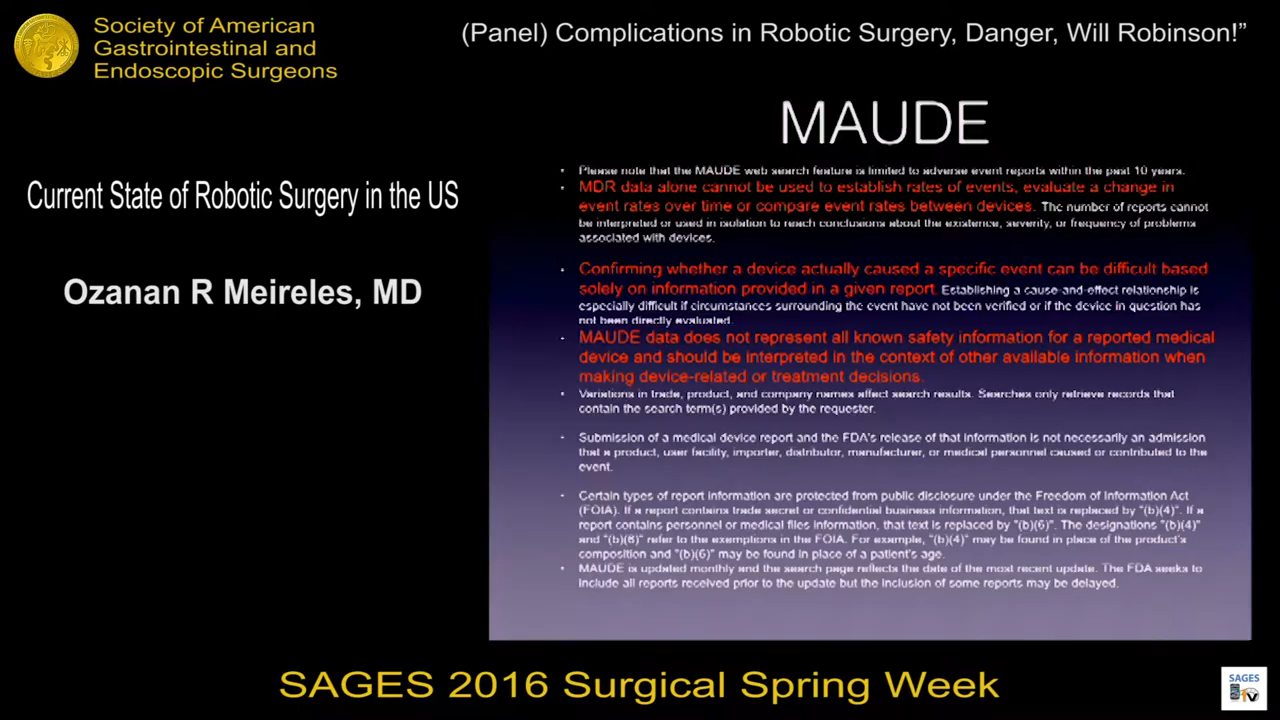 Society of American
Gastrointestinal and
Endoscopic Surgeons
(Panel) Complications in Robotic Surgery, Danger, Will Robinson!”
Current State of Robotic Surgery in the US
Ozanan R Meireles, MD
MAUDE
• Please note that the MAUDE web search feature is limited to adverse event reports within the past 10 years.
• MDR data alone cannot be used to establish rates of events, evaluate a change in
event rates over time or compare event rates between devices. The number of reports cannot
be interpreted or used in isolation to reach conclusions about the existence, severity, or frequency of problems
associated with devices.
• Confirming whether a device actually caused a specific event can be difficult based
solely on information provided in a given report. Establishing a cause-and-effect relationship is
especially difficult if circumstances surrounding the event have not been verified or if the device in question has
not been directly evaluated.
• MAUDE data does not represent all known safety information for a reported medical
device and should be interpreted in the context of other available information when
making device-related or treatment decisions.
• Variations in trade, product, and company names affect search results. Searches only retrieve records that
contain the search term(s) provided by the requester.
• Submission of a medical device report and the FDA's release of that information is not necessarily an admission
that a product, user facility, importer, distributor, manufacturer, or medical personnel caused or contributed to the
event.
• Certain types of report information are protected from public disclosure under the Freedom of Information Act
(FOIA). If a report contains trade secret or confidential business information, that text is replaced by "(b)(4)". If a
report contains personnel or medical files information, that text is replaced by "(b)(6)". The designations "(b)(4)"
and "(b)(6)" refer to the exemptions in the FOIA. For example, "(b)(4)" may be found in place of the product's
composition and "(b)(6)" may be found in place of a patient's age.
• MAUDE is updated monthly and the search page reflects the date of the most recent update. The FDA seeks to
include all reports received prior to the update but the inclusion of some reports may be delayed.
SAGES 2016 Surgical Spring Week
SAGES
tv